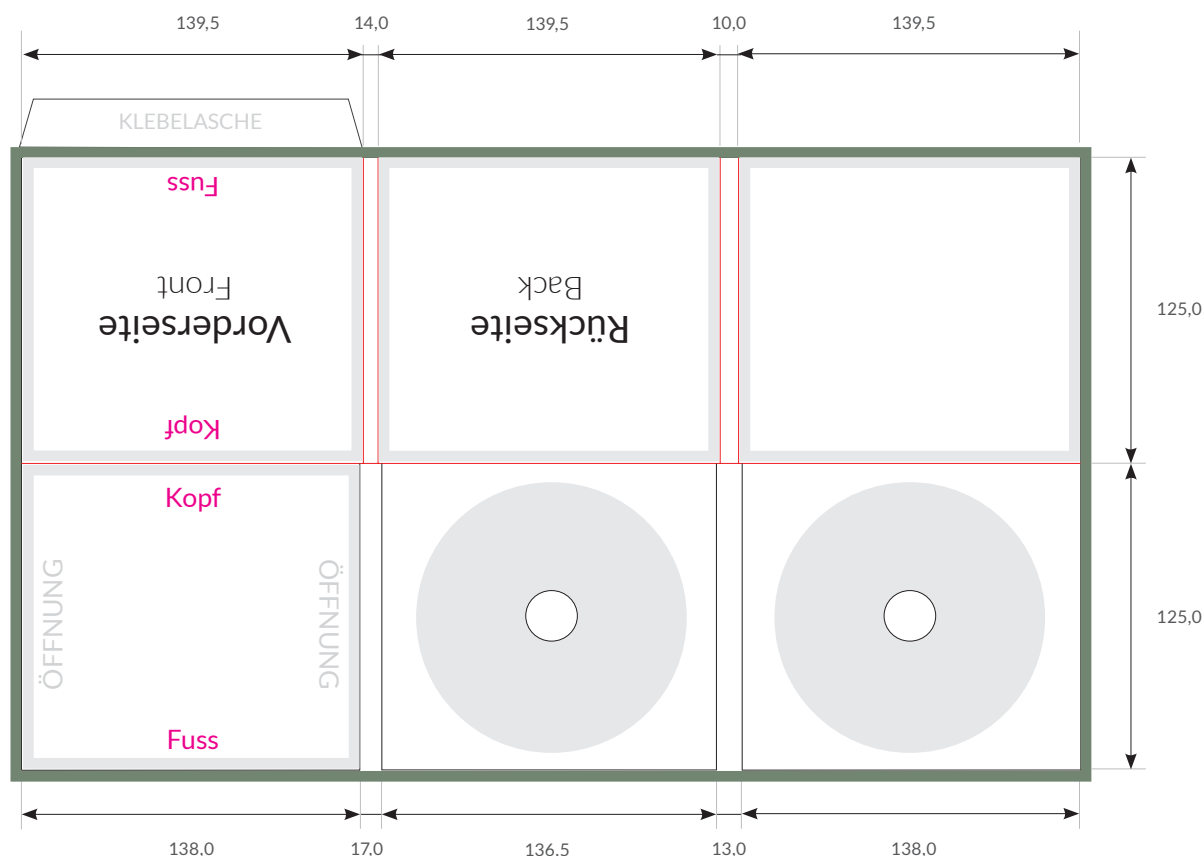 139,5
14,0
139,5
10,0
139,5
KLEBELASCHE
Fuss
Front
Vorderseite
Kopf
Back
Rückseite
125,0
Kopf
ÖFFNUNG
ÖFFNUNG
Fuss
125,0
138,0
17,0
136,5
13,0
138,0